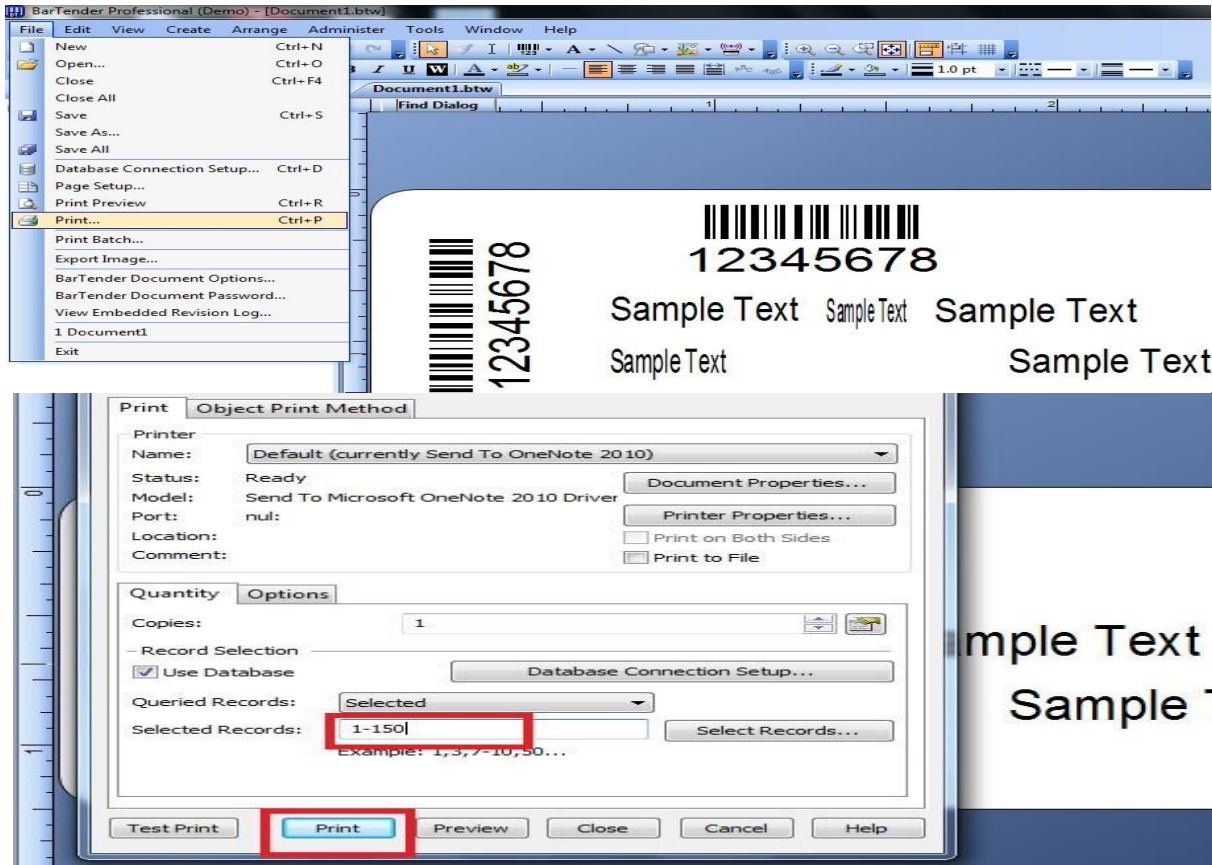 BarTender Professional (Demo) - [Document1.btw]
File Edit View Create Arrange Administer Tools Window Help
New Ctrl+N
Open... Ctrl+O
Close Ctrl+F4
Close All
Save Ctrl+S
Save As...
Save All
Database Connection Setup... Ctrl+D
Page Setup...
Print Preview Ctrl+R
Print... Ctrl+P
Print Batch...
Export Image...
BarTender Document Options...
BarTender Document Password...
View Embedded Revision Log...
1 Document1
Exit
1.0 pt
Document1.btw
Find Dialog
1 2
12345678
12345678
Sample Text Sample Text Sample Text
Sample Text Sample Text
Print Object Print Method
Printer
Name: Default (currently Send To OneNote 2010)
Status: Ready Document Properties...
Model: Send To Microsoft OneNote 2010 Driver
Port: nul: Printer Properties...
Location: Print on Both Sides
Comment: Print to File
Quantity Options
Copies: 1
Record Selection
Use Database Database Connection Setup...
Queried Records: Selected
Selected Records: 1-150 Select Records...
Example: 1,3,7-10,50...
Test Print Print Preview Close Cancel Help
mple Text
Sample